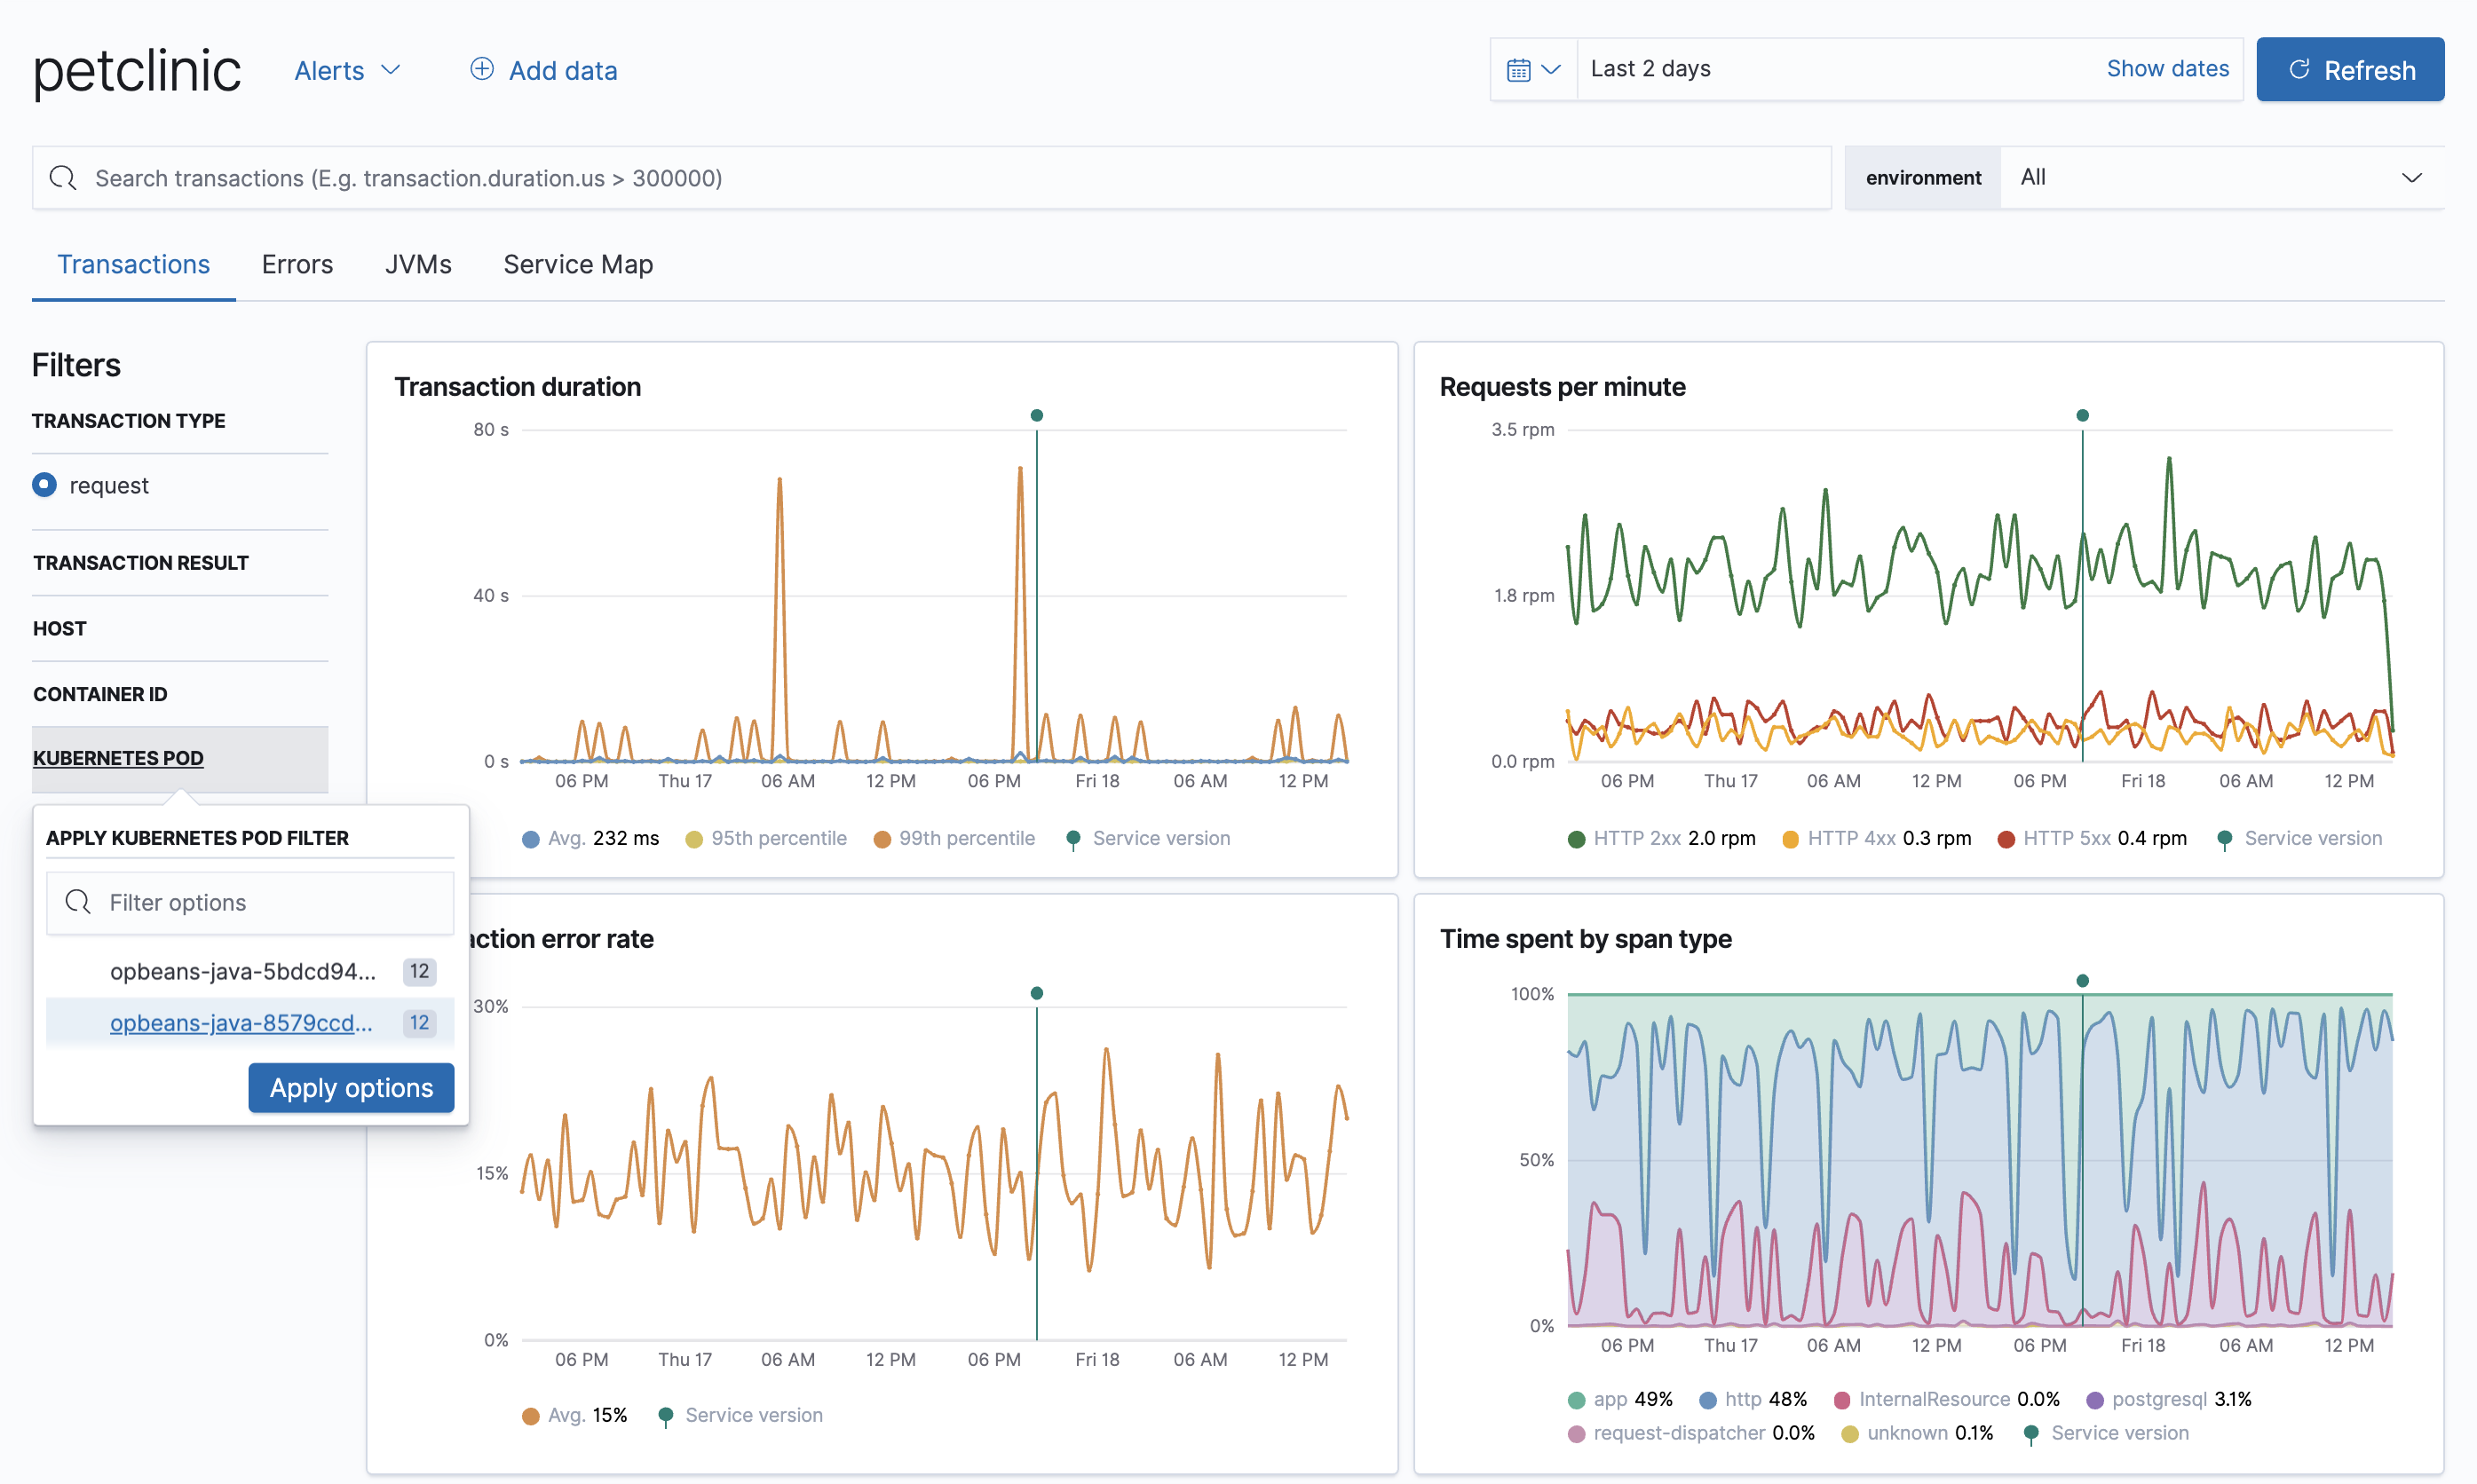 petclinic
Alerts
Add data
Last 2 days
Show dates
Refresh
Search transactions (E.g. transaction.duration.us > 300000)
environment
All
Transactions
Errors
JVMs
Service Map
Filters
TRANSACTION TYPE
request
TRANSACTION RESULT
HOST
CONTAINER ID
KUBERNETES POD
APPLY KUBERNETES POD FILTER
Filter options
opbeans-java-5bdcd94... 12
opbeans-java-8579ccd... 12
Apply options
Transaction duration
80 s
40 s
0 s
06 PM Thu 17 06 AM 12 PM 06 PM Fri 18 06 AM 12 PM
Avg. 232 ms 95th percentile 99th percentile Service version
Requests per minute
3.5 rpm
1.8 rpm
0.0 rpm
06 PM Thu 17 06 AM 12 PM 06 PM Fri 18 06 AM 12 PM
HTTP 2xx 2.0 rpm HTTP 4xx 0.3 rpm HTTP 5xx 0.4 rpm Service version
action error rate
30%
15%
0%
06 PM Thu 17 06 AM 12 PM 06 PM Fri 18 06 AM 12 PM
Avg. 15% Service version
Time spent by span type
100%
50%
0%
06 PM Thu 17 06 AM 12 PM 06 PM Fri 18 06 AM 12 PM
app 49% http 48% InternalResource 0.0% postgresql 3.1%
request-dispatcher 0.0% unknown 0.1% Service version